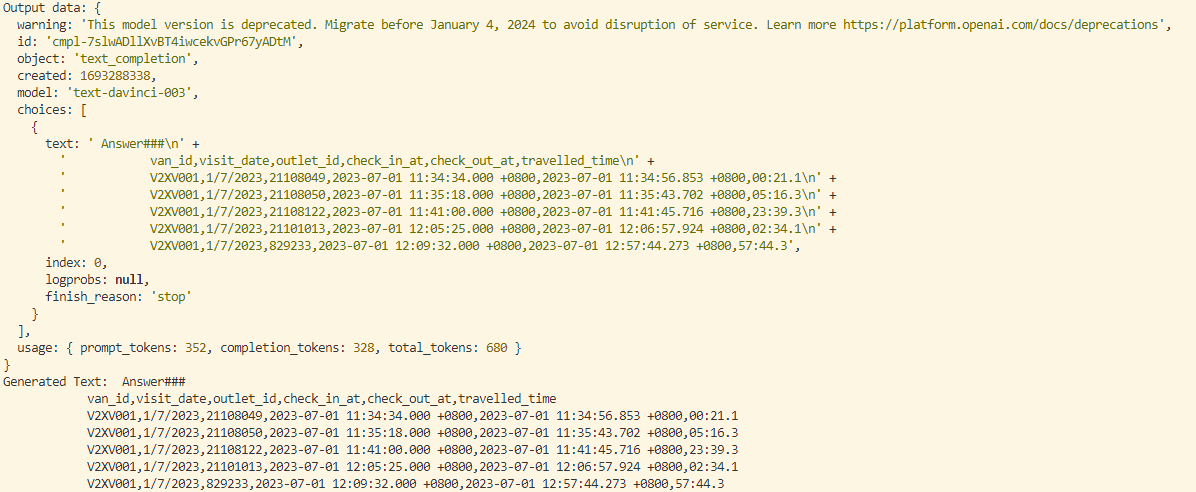 Output data: {
  warning: 'This model version is deprecated. Migrate before January 4, 2024 to avoid disruption of service. Learn more https://platform.openai.com/docs/deprecations',
  id: 'cmpl-7slwADllXvBT4iwcekvGPr67yADtM',
  object: 'text_completion',
  created: 1693288338,
  model: 'text-davinci-003',
  choices: [
    {
      text: ' Answer###\n' +
        '           van_id,visit_date,outlet_id,check_in_at,check_out_at,travelled_time\n' +
        '           V2XV001,1/7/2023,21108049,2023-07-01 11:34:34.000 +0800,2023-07-01 11:34:56.853 +0800,00:21.1\n' +
        '           V2XV001,1/7/2023,21108050,2023-07-01 11:35:18.000 +0800,2023-07-01 11:35:43.702 +0800,05:16.3\n' +
        '           V2XV001,1/7/2023,21108122,2023-07-01 11:41:00.000 +0800,2023-07-01 11:41:45.716 +0800,23:39.3\n' +
        '           V2XV001,1/7/2023,21101013,2023-07-01 12:05:25.000 +0800,2023-07-01 12:06:57.924 +0800,02:34.1\n' +
        '           V2XV001,1/7/2023,829233,2023-07-01 12:09:32.000 +0800,2023-07-01 12:57:44.273 +0800,57:44.3',
      index: 0,
      logprobs: null,
      finish_reason: 'stop'
    }
  ],
  usage: { prompt_tokens: 352, completion_tokens: 328, total_tokens: 680 }
}
Generated Text:  Answer###
           van_id,visit_date,outlet_id,check_in_at,check_out_at,travelled_time
           V2XV001,1/7/2023,21108049,2023-07-01 11:34:34.000 +0800,2023-07-01 11:34:56.853 +0800,00:21.1
           V2XV001,1/7/2023,21108050,2023-07-01 11:35:18.000 +0800,2023-07-01 11:35:43.702 +0800,05:16.3
           V2XV001,1/7/2023,21108122,2023-07-01 11:41:00.000 +0800,2023-07-01 11:41:45.716 +0800,23:39.3
           V2XV001,1/7/2023,21101013,2023-07-01 12:05:25.000 +0800,2023-07-01 12:06:57.924 +0800,02:34.1
           V2XV001,1/7/2023,829233,2023-07-01 12:09:32.000 +0800,2023-07-01 12:57:44.273 +0800,57:44.3